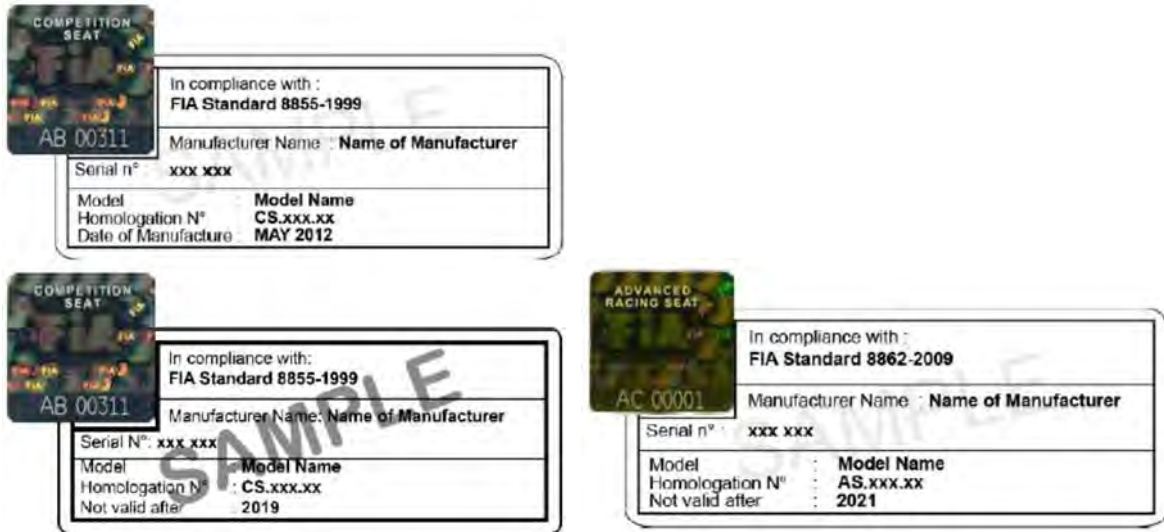 COMPETITION
SEAT
FIA
AB 00311
In compliance with :
FIA Standard 8855-1999
Manufacturer Name : Name of Manufacturer
Serial n° : xxx xxx
Model : Model Name
Homologation N° CS.xxx.xx
Date of Manufacture : MAY 2012
SAMPLE
COMPETITION
SEAT
FIA
AB 00311
In compliance with:
FIA Standard 8855-1999
Manufacturer Name: Name of Manufacturer
Serial N°: xxx xxx
Model : Model Name
Homologation N° : CS.xxx.xx
Not valid after : 2019
SAMPLE
ADVANCED
RACING SEAT
FIA
AC 00001
In compliance with :
FIA Standard 8862-2009
Manufacturer Name : Name of Manufacturer
Serial n° : xxx xxx
Model : Model Name
Homologation N° : AS.xxx.xx
Not valid after : 2021
SAMPLE